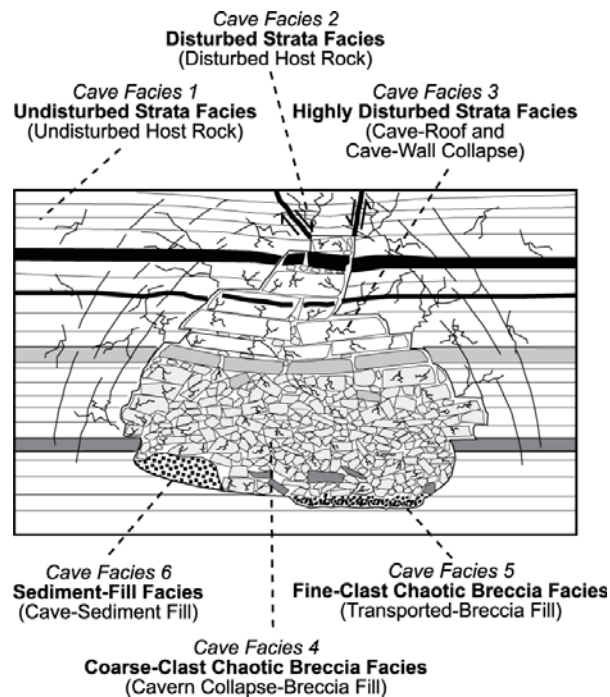 Cave Facies 2
Disturbed Strata Facies
(Disturbed Host Rock)
Cave Facies 1
Undisturbed Strata Facies
(Undisturbed Host Rock)
Cave Facies 3
Highly Disturbed Strata Facies
(Cave-Roof and
Cave-Wall Collapse)
Cave Facies 6
Sediment-Fill Facies
(Cave-Sediment Fill)
Cave Facies 5
Fine-Clast Chaotic Breccia Facies
(Transported-Breccia Fill)
Cave Facies 4
Coarse-Clast Chaotic Breccia Facies
(Cavern Collapse-Breccia Fill)